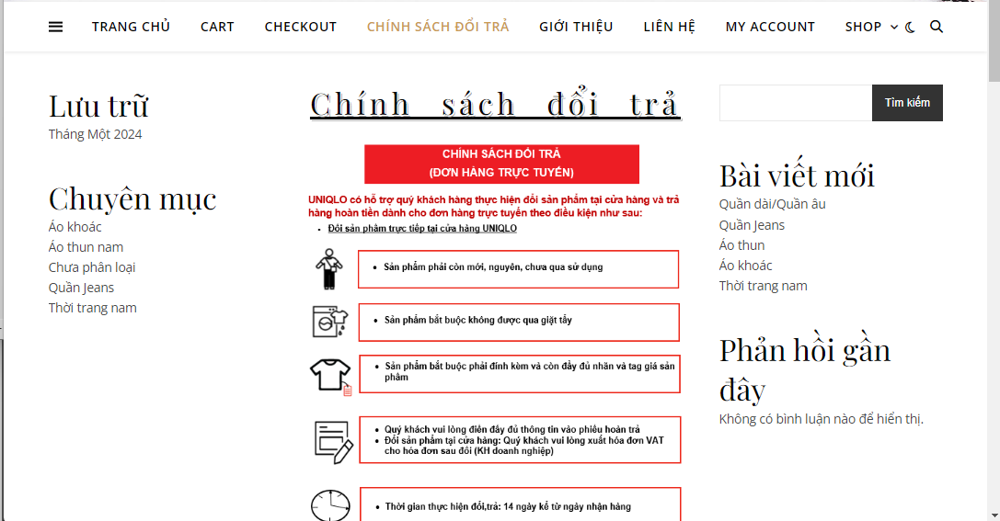 TRANG CHỦ CART CHECKOUT CHÍNH SÁCH ĐỔI TRẢ GIỚI THIỆU LIÊN HỆ MY ACCOUNT SHOP
Lưu trữ
Tháng Một 2024
Chuyên mục
Áo khoác
Áo thun nam
Chưa phân loại
Quần Jeans
Thời trang nam
Chính sách đổi trả
CHÍNH SÁCH ĐỔI TRẢ
(ĐƠN HÀNG TRỰC TUYẾN)
UNIQLO có hỗ trợ quý khách hàng thực hiện đổi sản phẩm tại cửa hàng và trả
hàng hoàn tiền dành cho đơn hàng trực tuyến theo điều kiện như sau:
• Đổi sản phẩm trực tiếp tại cửa hàng UNIQLO
• Sản phẩm phải còn mới, nguyên, chưa qua sử dụng
• Sản phẩm bắt buộc không được qua giặt tẩy
• Sản phẩm bắt buộc phải đính kèm và còn đầy đủ nhãn và tag giá sản
phẩm
• Quý khách vui lòng điền đầy đủ thông tin vào phiếu hoàn trả
• Đổi sản phẩm tại cửa hàng: Quý khách vui lòng xuất hóa đơn VAT
cho hóa đơn sau đổi (KH doanh nghiệp)
• Thời gian thực hiện đổi,trả: 14 ngày kể từ ngày nhận hàng
Tìm kiếm
Bài viết mới
Quần dài/Quần âu
Quần Jeans
Áo thun
Áo khoác
Thời trang nam
Phản hồi gần
đây
Không có bình luận nào để hiển thị.